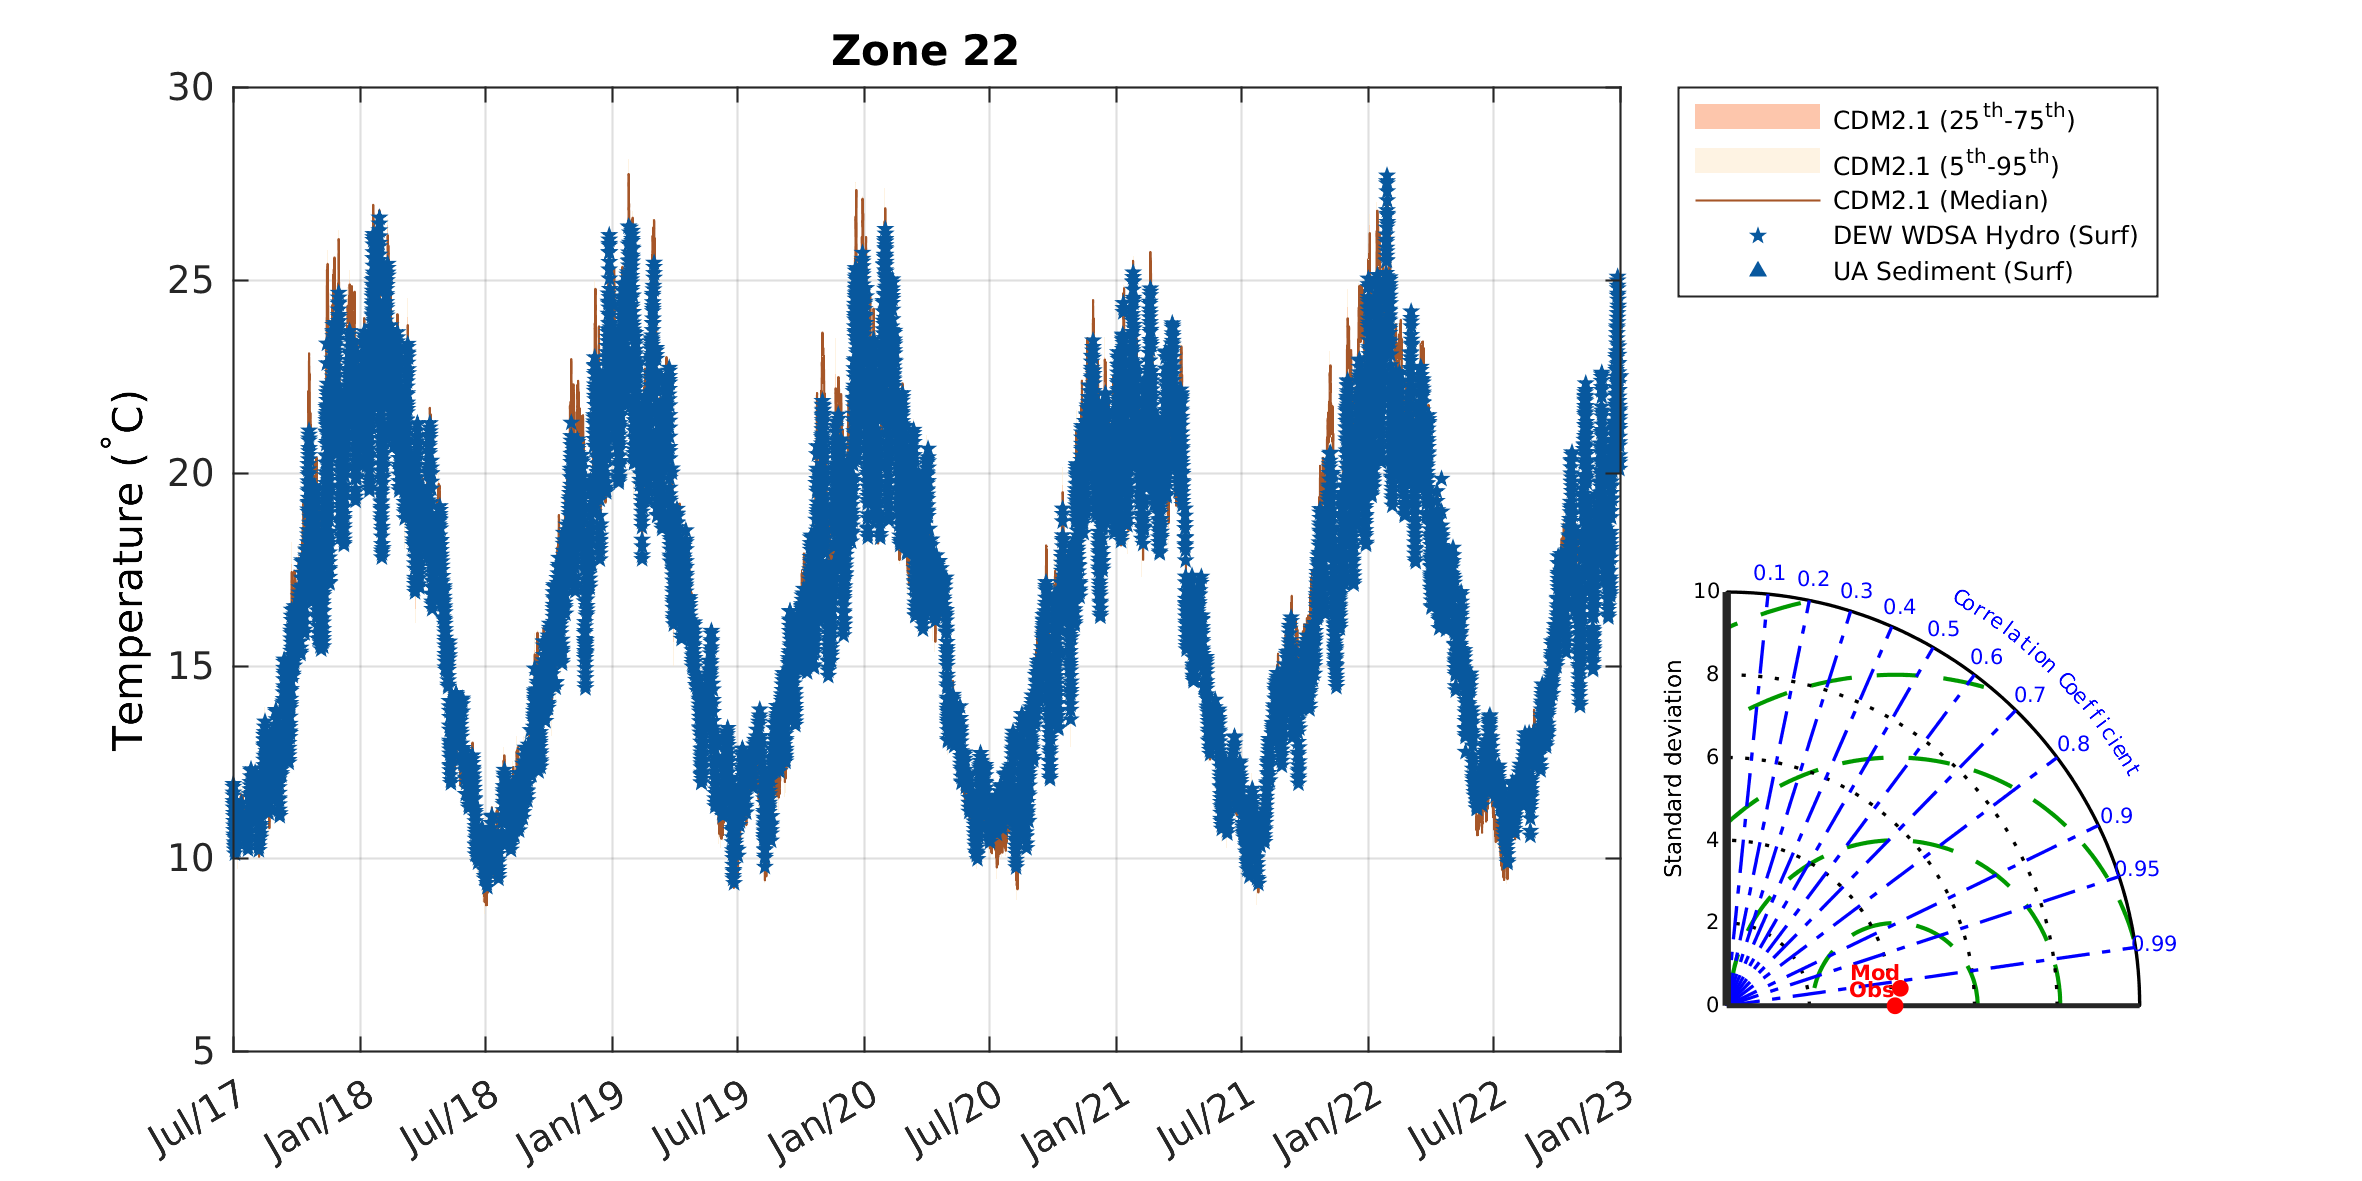 Zone 22
30
25
20
15
10
5
Temperature (°C)
Jul/17
Jan/18
Jul/18
Jan/19
Jul/19
Jan/20
Jul/20
Jan/21
Jul/21
Jan/22
Jul/22
Jan/23
CDM2.1 (25th-75th)
CDM2.1 (5th-95th)
CDM2.1 (Median)
DEW WDSA Hydro (Surf)
UA Sediment (Surf)
Standard deviation
10
8
6
4
2
0
0.1
0.2
0.3
0.4
0.5
0.6
0.7
0.8
0.9
0.95
0.99
Correlation Coefficient
Mod
Obs